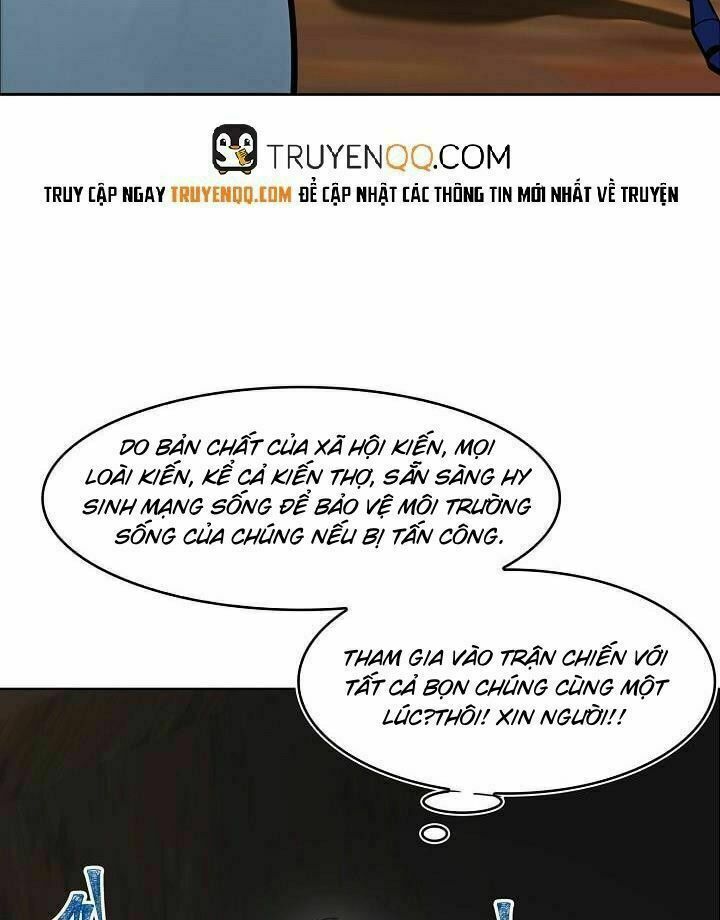 TRUYENQQ.COM
TRUY CẬP NGAY TRUYENQQ.COM ĐỂ CẬP NHẬT CÁC THÔNG TIN MỚI NHẤT VỀ TRUYỆN
DO BẢN CHẤT CỦA XÃ HỘI KIẾN, MỌI
LOÀI KIẾN, KỂ CẢ KIẾN THỢ, SẴN SÀNG HY
SINH MẠNG SỐNG ĐỂ BẢO VỆ MÔI TRƯỜNG
SỐNG CỦA CHÚNG NẾU BỊ TẤN CÔNG.
THAM GIA VÀO TRẬN CHIẾN VỚI
TẤT CẢ BỌN CHÚNG CÙNG MỘT
LÚC?THÔI! XIN NGƯỜI!!